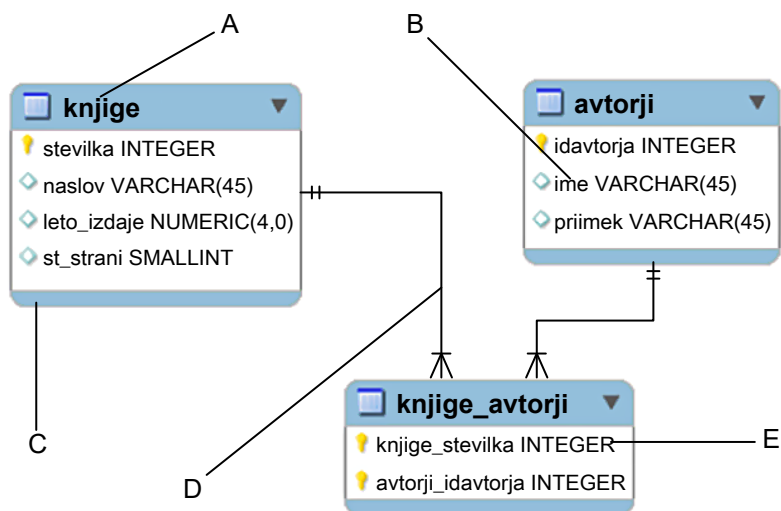 A
B
knjige
stevilka INTEGER
naslov VARCHAR(45)
leto_izdaje NUMERIC(4,0)
st_strani SMALLINT
avtorji
idavtorja INTEGER
ime VARCHAR(45)
priimek VARCHAR(45)
C
D
knjige_avtorji
knjige_stevilka INTEGER
avtorji_idavtorja INTEGER
E